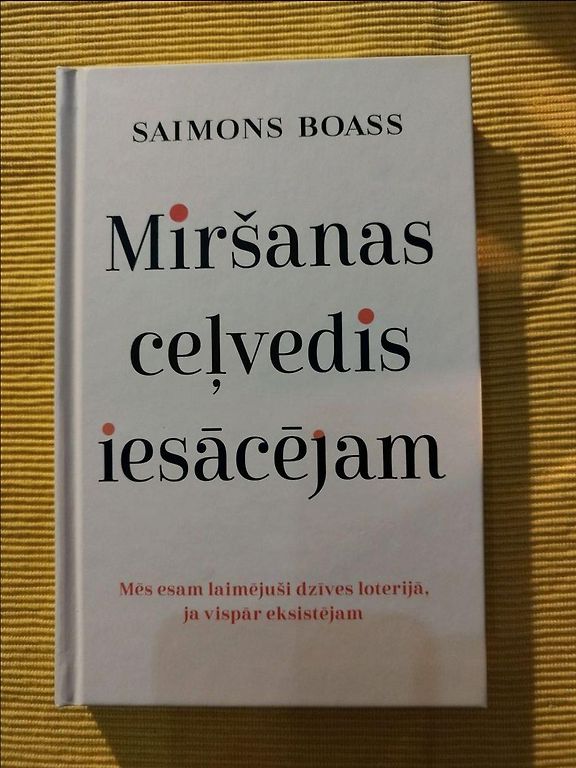 SAIMONS BOASS
Miršanas
ceļvedis
iesācējam
Mēs esam laimējuši dzīves loterijā,
ja vispār eksistējam